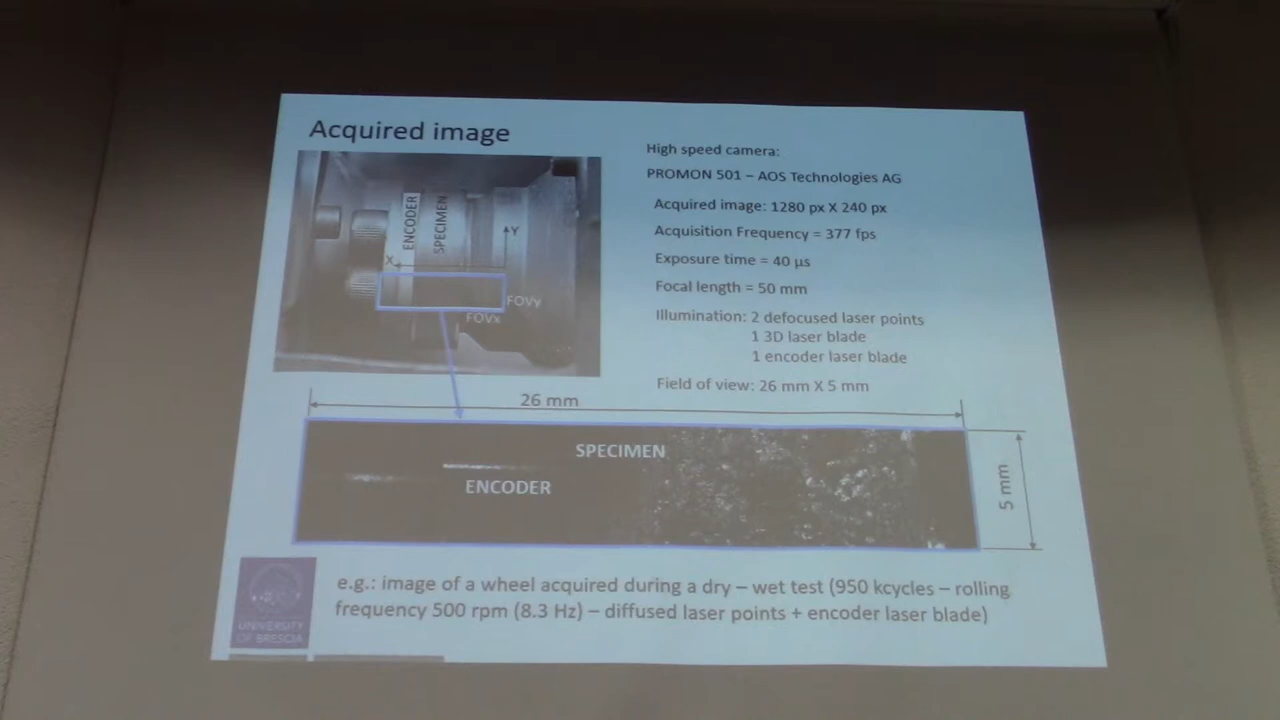 Acquired image
ENCODER
SPECIMEN
Y
X
FOVy
FOVx
High speed camera:
PROMON 501 – AOS Technologies AG
Acquired image: 1280 px X 240 px
Acquisition Frequency = 377 fps
Exposure time = 40 µs
Focal length = 50 mm
Illumination: 2 defocused laser points
1 3D laser blade
1 encoder laser blade
Field of view: 26 mm X 5 mm
26 mm
SPECIMEN
ENCODER
5 mm
e.g.: image of a wheel acquired during a dry – wet test (950 kcycles – rolling
frequency 500 rpm (8.3 Hz) – diffused laser points + encoder laser blade)
UNIVERSITY
OF BRESCIA